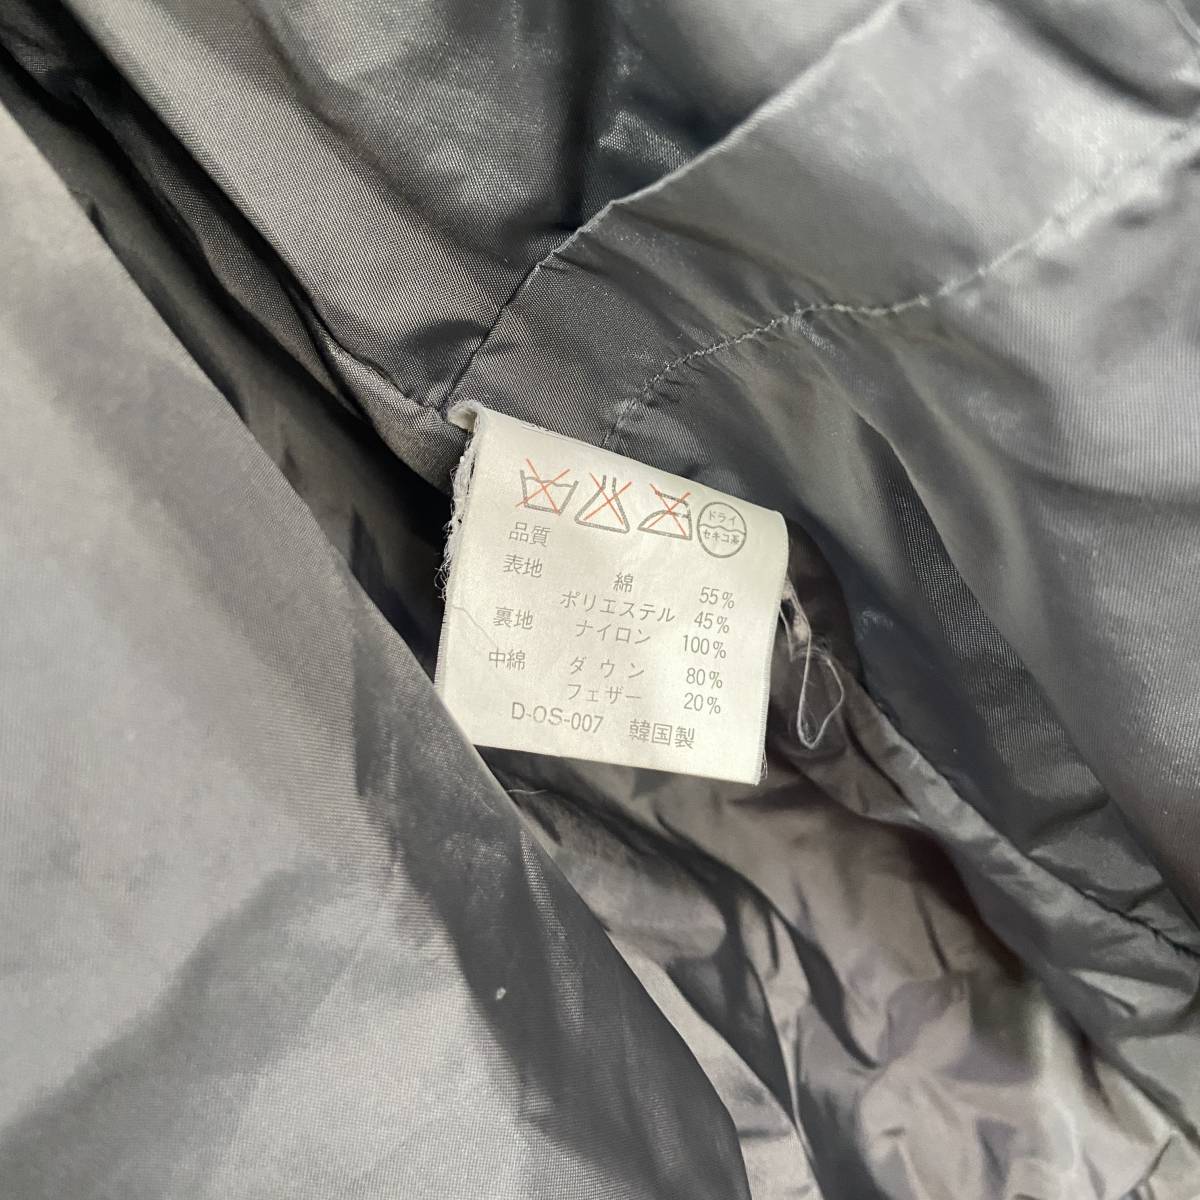 ドライ
セキユ系
品質
表地 綿 55%
ポリエステル 45%
裏地 ナイロン 100%
中綿 ダウン 80%
フェザー 20%
D-OS-007 韓国製